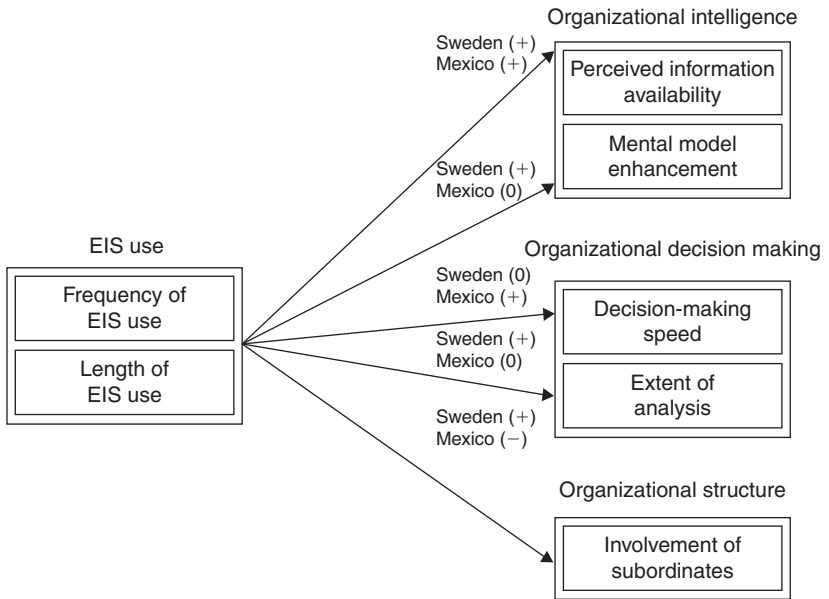 Organizational intelligence
Sweden (+)
Mexico (+)
Perceived information
availability
Mental model
enhancement
Sweden (+)
Mexico (0)
EIS use
Frequency of
EIS use
Length of
EIS use
Organizational decision making
Sweden (0)
Mexico (+)
Decision-making
speed
Sweden (+)
Mexico (0)
Extent of
analysis
Sweden (+)
Mexico (−)
Organizational structure
Involvement of
subordinates